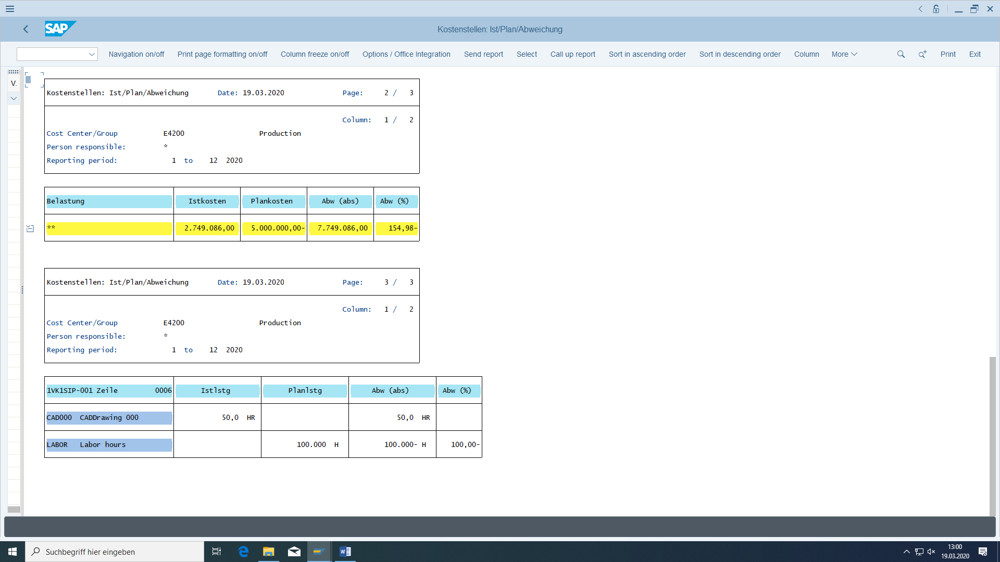 SAP
Kostenstellen: Ist/Plan/Abweichung
Navigation on/off Print page formatting on/off Column freeze on/off Options / Office Integration Send report Select Call up report Sort in ascending order Sort in descending order Column More Print Exit
V.
Kostenstellen: Ist/Plan/Abweichung Date: 19.03.2020 Page: 2 / 3
Column: 1 / 2
Cost Center/Group E4200 Production
Person responsible: *
Reporting period: 1 to 12 2020
Belastung Istkosten Plankosten Abw (abs) Abw (%)
** 2.749.086,00 5.000.000,00- 7.749.086,00 154,98-
Kostenstellen: Ist/Plan/Abweichung Date: 19.03.2020 Page: 3 / 3
Column: 1 / 2
Cost Center/Group E4200 Production
Person responsible: *
Reporting period: 1 to 12 2020
1VK1SIP-001 Zeile 0006 Istlstg Planlstg Abw (abs) Abw (%)
CAD000 CADDrawing 000 50,0 HR 50,0 HR
LABOR Labor hours 100.000 H 100.000- H 100,00-
Suchbegriff hier eingeben
13:00
19.03.2020